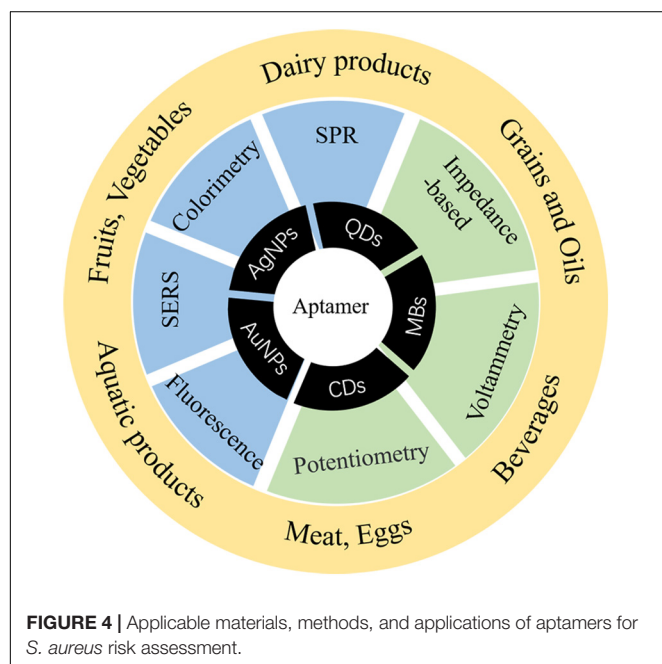 Dairy products
Grains and Oils
Beverages
Meat, Eggs
Aquatic products
Fruits, Vegetables
SPR
Impedance
-based
Voltammetry
Potentiometry
Fluorescence
SERS
Colorimetry
QDs
MBs
CDs
AuNPs
AgNPs
Aptamer
FIGURE 4 | Applicable materials, methods, and applications of aptamers for
S. aureus risk assessment.